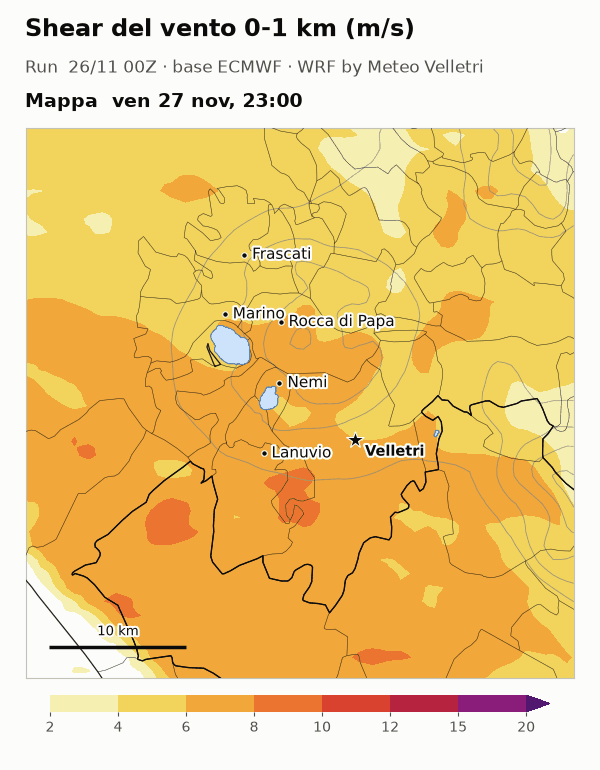 Shear del vento 0-1 km (m/s)
Run  26/11 00Z · base ECMWF · WRF by Meteo Velletri
Mappa  ven 27 nov, 23:00
Frascati
Marino
Rocca di Papa
Nemi
Velletri
Lanuvio
10 km
2 4 6 8 10 12 15 20